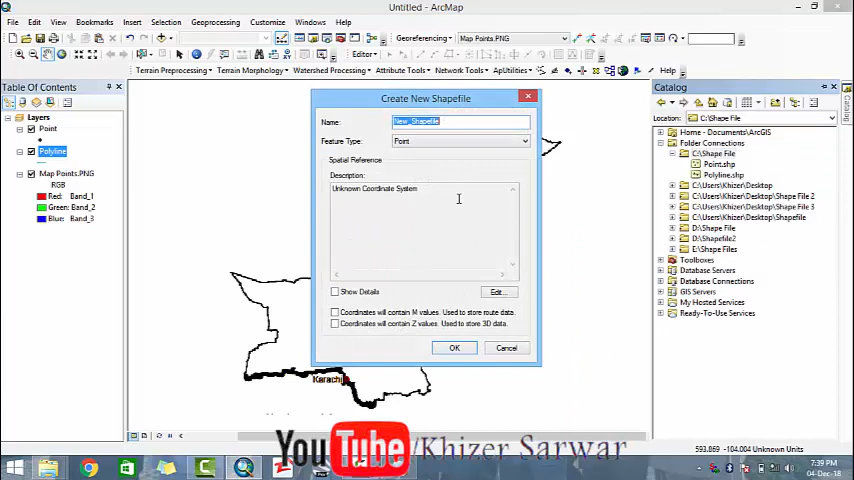 Untitled - ArcMap
File Edit View Bookmarks Insert Selection Geoprocessing Customize Windows Help
Editor Georeferencing Map Points.PNG
Terrain Preprocessing Terrain Morphology Watershed Processing Attribute Tools Network Tools ApUtilities Help
Table Of Contents
Layers
Point
Polyline
Map Points.PNG
RGB
Red: Band_1
Green: Band_2
Blue: Band_3
Create New Shapefile
Name: New_Shapefile
Feature Type: Point
Spatial Reference
Description:
Unknown Coordinate System
Show Details Edit...
Coordinates will contain M values. Used to store route data.
Coordinates will contain Z values. Used to store 3D data.
OK Cancel
Karachi
Catalog
Location: C:\Shape File
Home - Documents\ArcGIS
Folder Connections
C:\Shape File
Point.shp
Polyline.shp
C:\Users\Khizer\Desktop
C:\Users\Khizer\Shape File 2
C:\Users\Khizer\Shape File 3
C:\Users\Khizer\Shapefile
D:\Shape File
D:\Shapefile2
E:\Shape Files
Toolboxes
Database Servers
Database Connections
GIS Servers
My Hosted Services
Ready-To-Use Services
Catalog
YouTube/Khizer Sarwar
593.869 -104.004 Unknown Units
7:39 PM
04-Dec-18